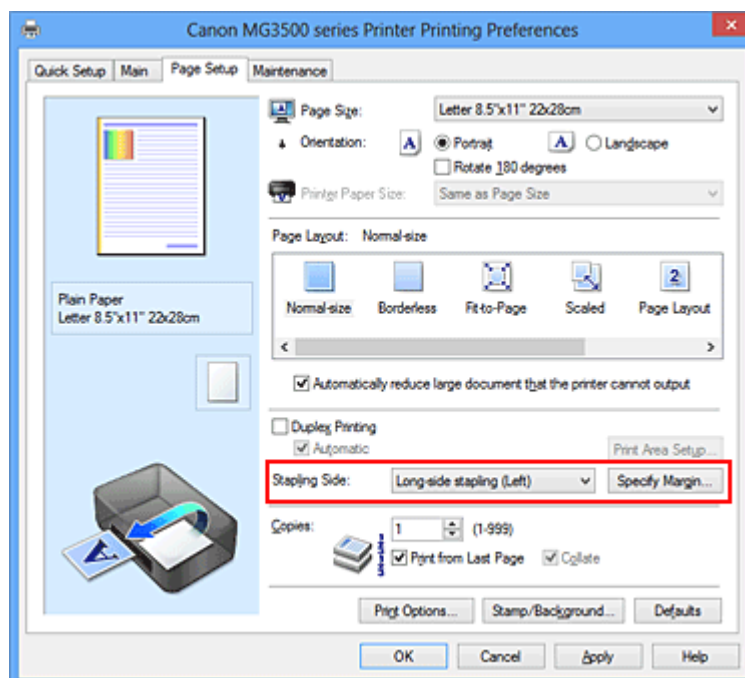 Canon MG3500 series Printer Printing Preferences
Quick Setup Main Page Setup Maintenance
Page Size: Letter 8.5"x11" 22x28cm
Orientation: A Portrait A Landscape
Rotate 180 degrees
Printer Paper Size: Same as Page Size
Page Layout: Normal-size
2
Normal-size Borderless Fit-to-Page Scaled Page Layout
Plain Paper
Letter 8.5"x11" 22x28cm
Automatically reduce large document that the printer cannot output
Duplex Printing
Automatic Print Area Setup...
Stapling Side: Long-side stapling (Left) Specify Margin...
Copies: 1 (1-999)
Print from Last Page Collate
A
Print Options... Stamp/Background... Defaults
OK Cancel Apply Help